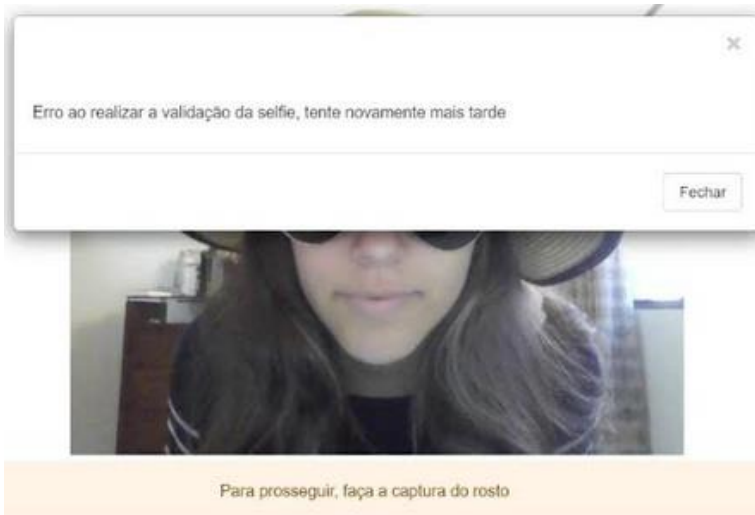 Erro ao realizar a validação da selfie, tente novamente mais tarde
Fechar
Para prosseguir, faça a captura do rosto